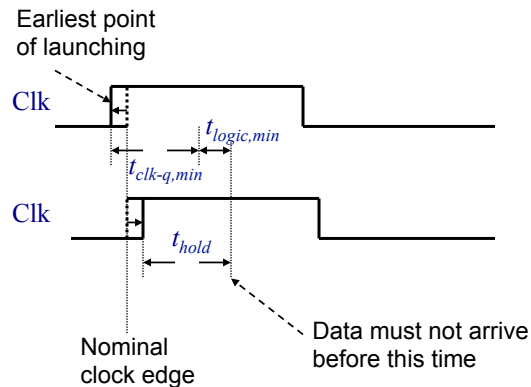 Earliest point
of launching
Clk
t_logic,min
t_clk-q,min
Clk
t_hold
Nominal
clock edge
Data must not arrive
before this time